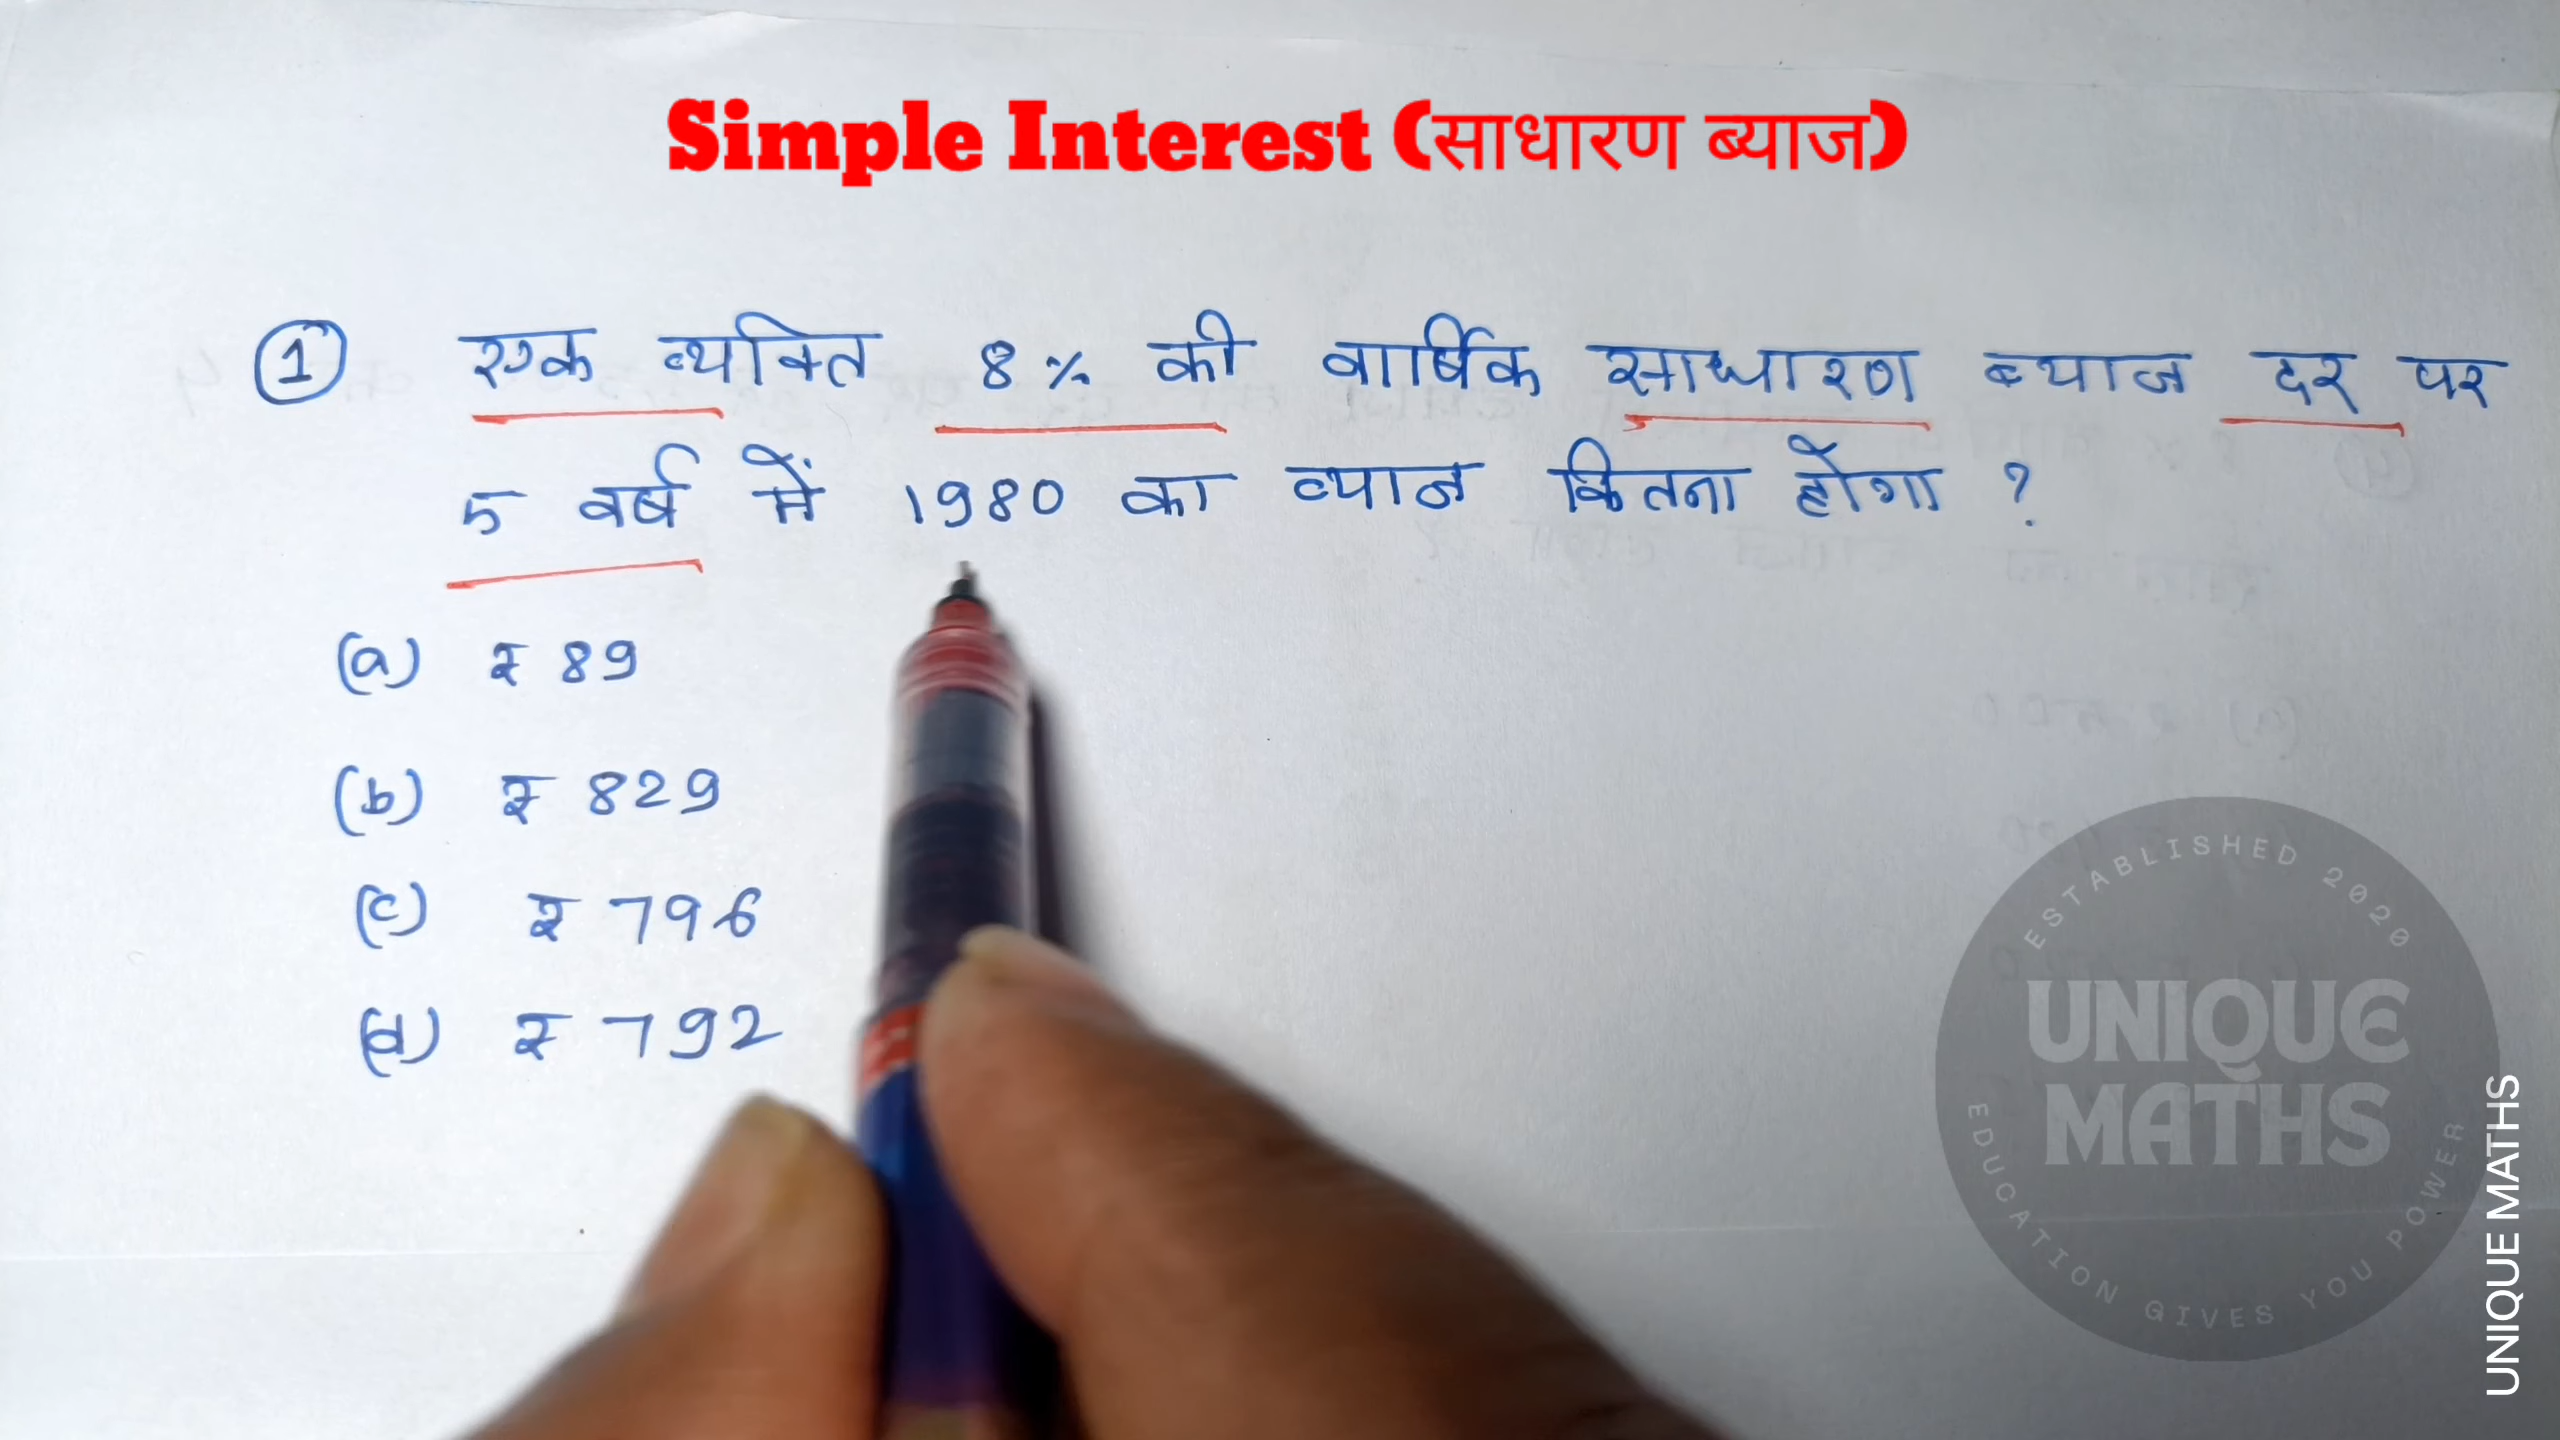 Simple Interest (साधारण ब्याज)
① एक व्यक्ति 8% की वार्षिक साधारण ब्याज दर पर
5 वर्ष में 1980 का ब्याज कितना होगा ?
(a) ₹ 89
(b) ₹ 829
(c) ₹ 796
(d) ₹ 792
ESTABLISHED 2020
UNIQUE
MATHS
EDUCATION GIVES YOU POWER
UNIQUE MATHS